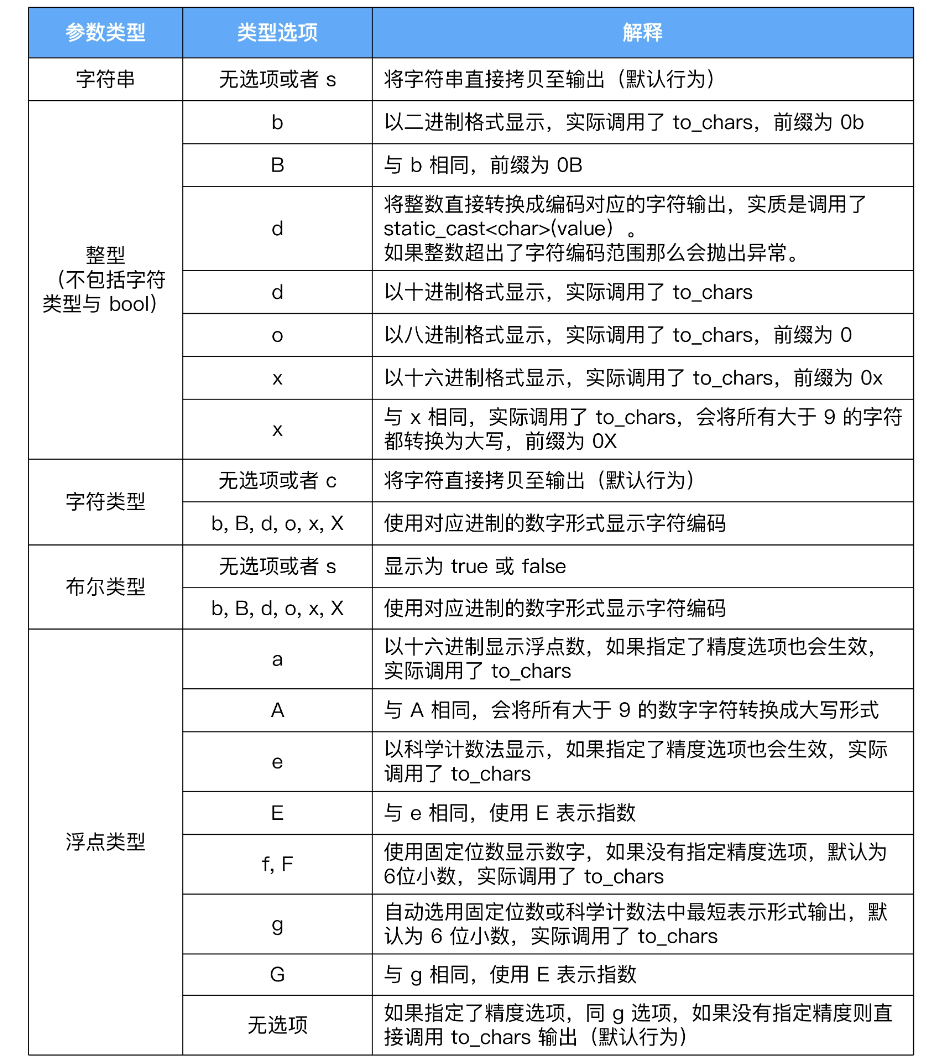 参数类型 类型选项 解释
字符串 无选项或者 s 将字符串直接拷贝至输出（默认行为）
整型
（不包括字符
类型与 bool）
b 以二进制格式显示，实际调用了 to_chars，前缀为 0b
B 与 b 相同，前缀为 0B
d 将整数直接转换成编码对应的字符输出，实质是调用了
static_cast<char>(value）。
如果整数超出了字符编码范围那么会抛出异常。
d 以十进制格式显示，实际调用了 to_chars
o 以八进制格式显示，实际调用了 to_chars，前缀为 0
x 以十六进制格式显示，实际调用了 to_chars，前缀为 0x
x 与 x 相同，实际调用了 to_chars，会将所有大于 9 的字符
都转换为大写，前缀为 0X
字符类型
无选项或者 c 将字符直接拷贝至输出（默认行为）
b, B, d, o, x, X 使用对应进制的数字形式显示字符编码
布尔类型
无选项或者 s 显示为 true 或 false
b, B, d, o, x, X 使用对应进制的数字形式显示字符编码
浮点类型
a 以十六进制显示浮点数，如果指定了精度选项也会生效，
实际调用了 to_chars
A 与 A 相同，会将所有大于 9 的数字字符转换成大写形式
e 以科学计数法显示，如果指定了精度选项也会生效，实际
调用了 to_chars
E 与 e 相同，使用 E 表示指数
f, F 使用固定位数显示数字，如果没有指定精度选项，默认为
6位小数，实际调用了 to_chars
g 自动选用固定位数或科学计数法中最短表示形式输出，默
认为 6 位小数，实际调用了 to_chars
G 与 g 相同，使用 E 表示指数
无选项 如果指定了精度选项，同 g 选项，如果没有指定精度则直
接调用 to_chars 输出（默认行为）